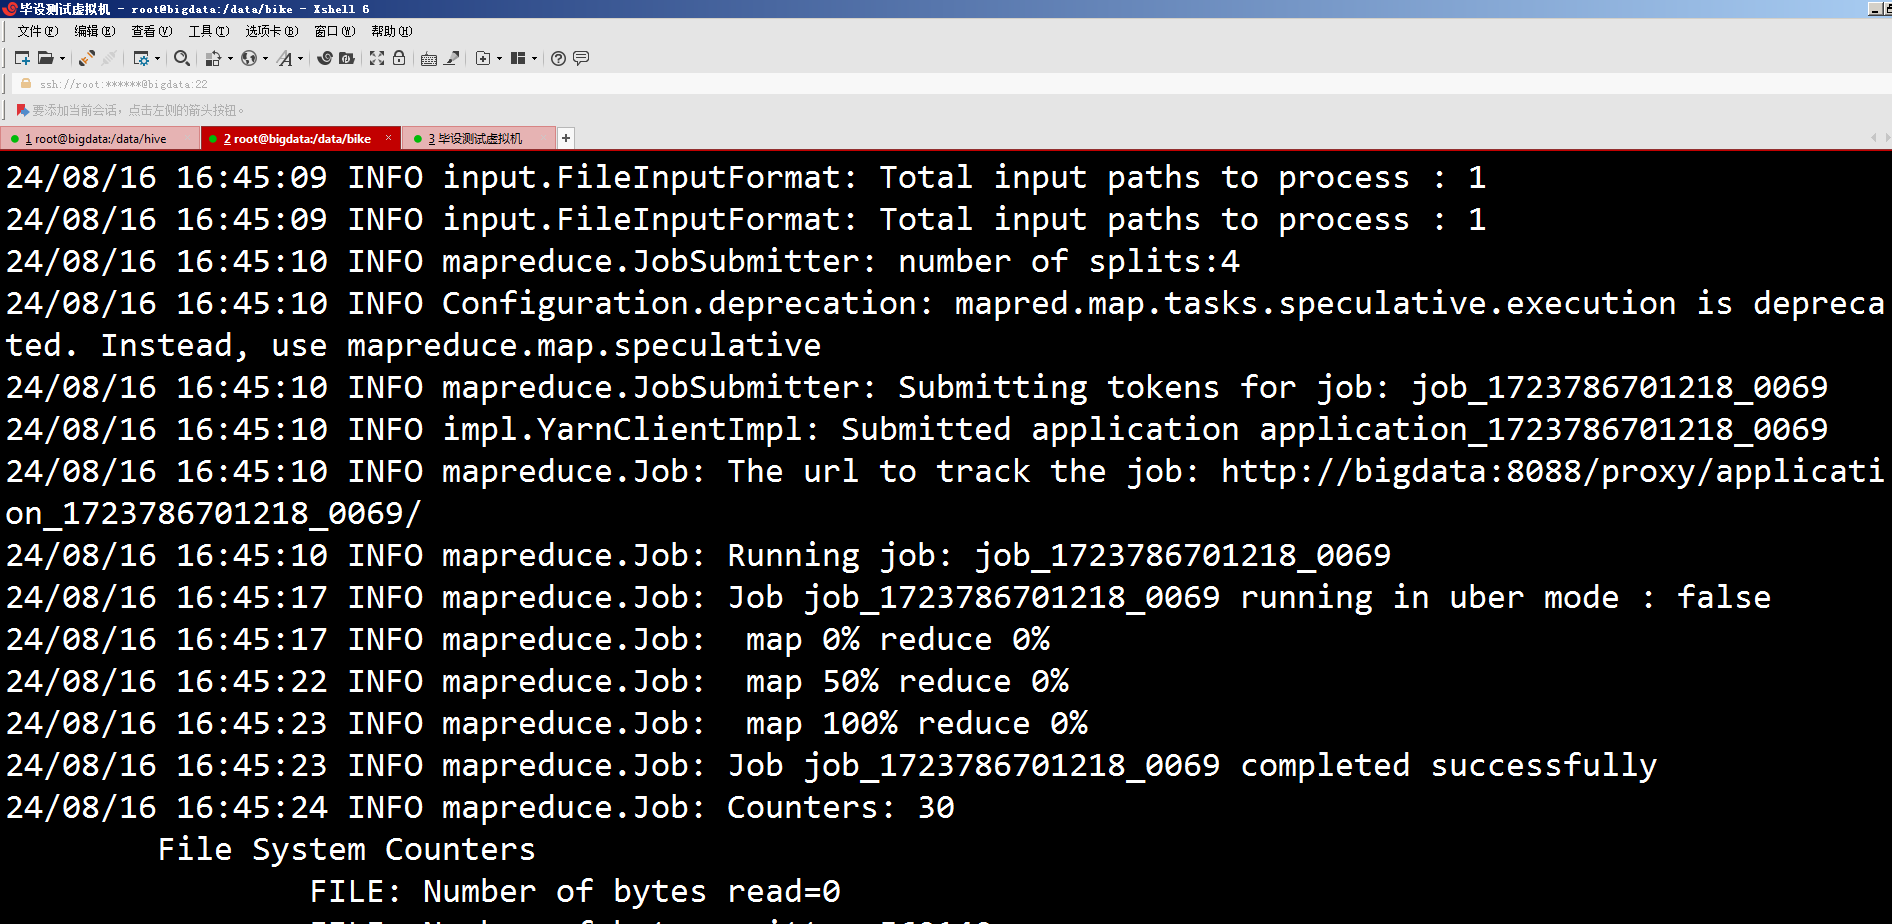 毕设测试虚拟机 - root@bigdata:/data/bike - Xshell 6
文件(F) 编辑(E) 查看(V) 工具(T) 选项卡(B) 窗口(W) 帮助(H)
ssh://root:******@bigdata:22
要添加当前会话，点击左侧的箭头按钮。
1 root@bigdata:/data/hive × 2 root@bigdata:/data/bike × 3 毕设测试虚拟机 +
24/08/16 16:45:09 INFO input.FileInputFormat: Total input paths to process : 1
24/08/16 16:45:09 INFO input.FileInputFormat: Total input paths to process : 1
24/08/16 16:45:10 INFO mapreduce.JobSubmitter: number of splits:4
24/08/16 16:45:10 INFO Configuration.deprecation: mapred.map.tasks.speculative.execution is depreca
ted. Instead, use mapreduce.map.speculative
24/08/16 16:45:10 INFO mapreduce.JobSubmitter: Submitting tokens for job: job_1723786701218_0069
24/08/16 16:45:10 INFO impl.YarnClientImpl: Submitted application application_1723786701218_0069
24/08/16 16:45:10 INFO mapreduce.Job: The url to track the job: http://bigdata:8088/proxy/applicati
on_1723786701218_0069/
24/08/16 16:45:10 INFO mapreduce.Job: Running job: job_1723786701218_0069
24/08/16 16:45:17 INFO mapreduce.Job: Job job_1723786701218_0069 running in uber mode : false
24/08/16 16:45:17 INFO mapreduce.Job:  map 0% reduce 0%
24/08/16 16:45:22 INFO mapreduce.Job:  map 50% reduce 0%
24/08/16 16:45:23 INFO mapreduce.Job:  map 100% reduce 0%
24/08/16 16:45:23 INFO mapreduce.Job: Job job_1723786701218_0069 completed successfully
24/08/16 16:45:24 INFO mapreduce.Job: Counters: 30
File System Counters
FILE: Number of bytes read=0